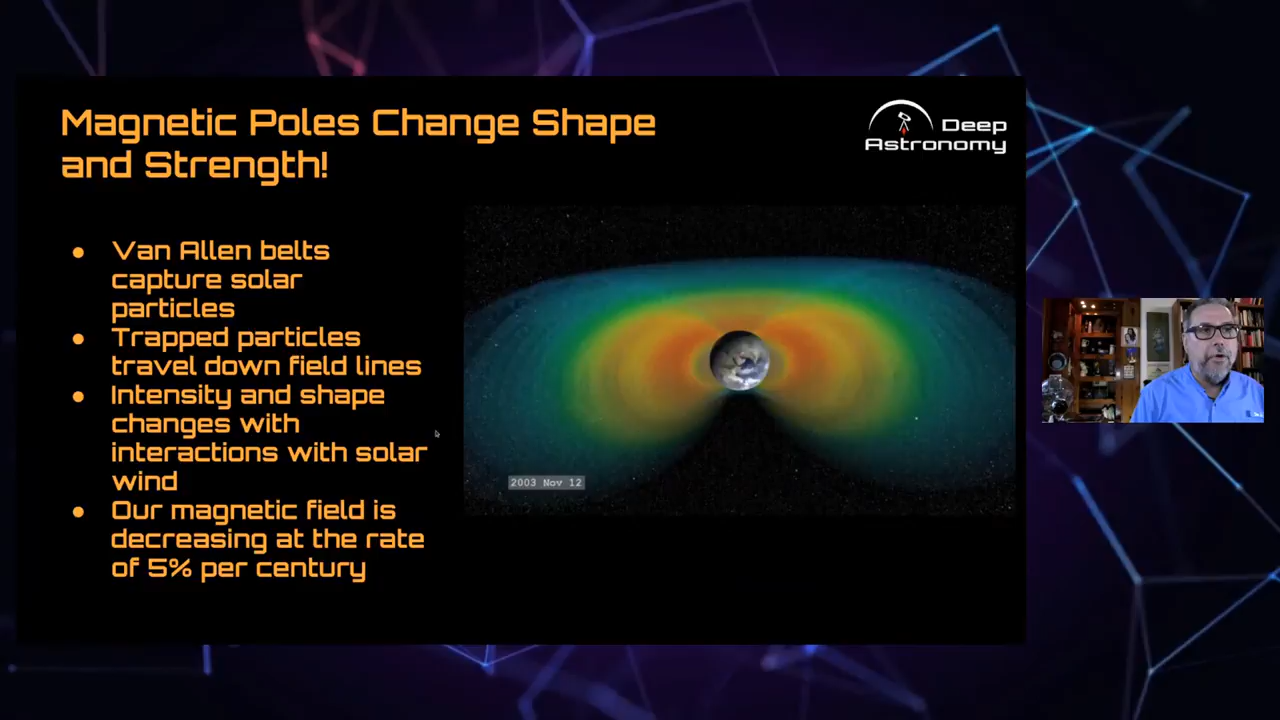 Magnetic Poles Change Shape
and Strength!
Deep
Astronomy
● Van Allen belts
capture solar
particles
● Trapped particles
travel down field lines
● Intensity and shape
changes with
interactions with solar
wind
● Our magnetic field is
decreasing at the rate
of 5% per century
2003 Nov 12